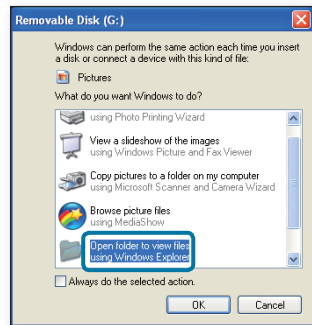 Removable Disk (G:)
Windows can perform the same action each time you insert
a disk or connect a device with this kind of file:
Pictures
What do you want Windows to do?
using Photo Printing Wizard
View a slideshow of the images
using Windows Picture and Fax Viewer
Copy pictures to a folder on my computer
using Microsoft Scanner and Camera Wizard
Browse picture files
using MediaShow
Open folder to view files
using Windows Explorer
Always do the selected action.
OK Cancel